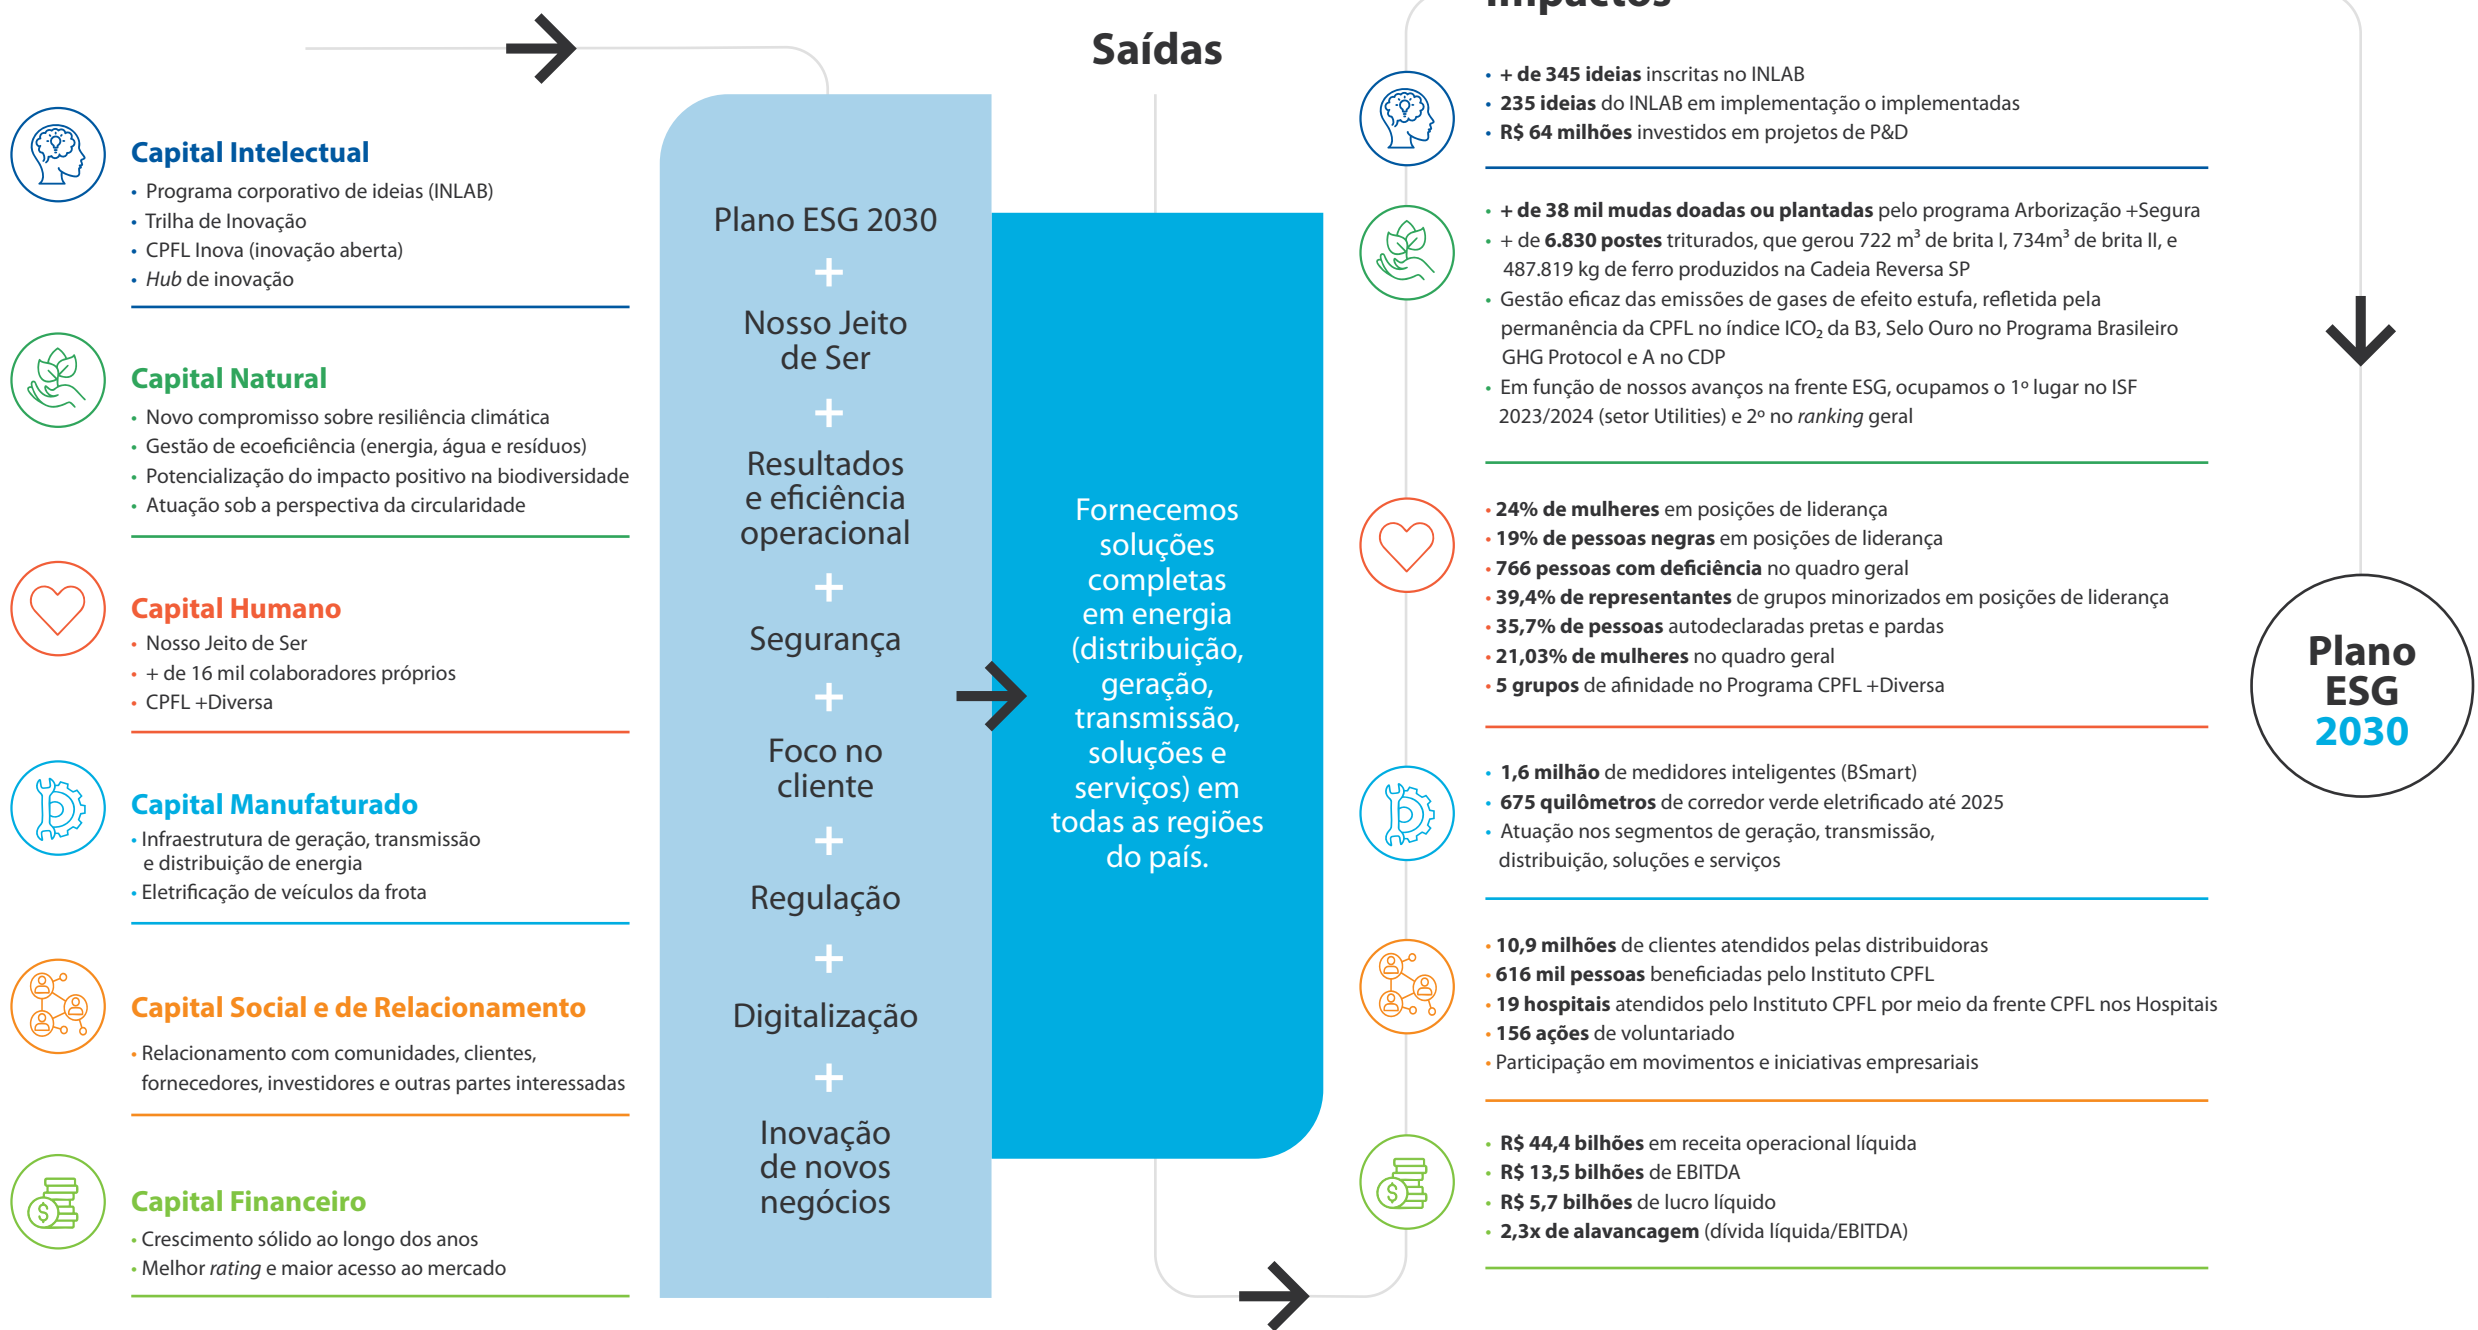 Capital Intelectual
• Programa corporativo de ideias (INLAB)
• Trilha de Inovação
• CPFL Inova (inovação aberta)
• Hub de inovação
Capital Natural
• Novo compromisso sobre resiliência climática
• Gestão de ecoeficiência (energia, água e resíduos)
• Potencialização do impacto positivo na biodiversidade
• Atuação sob a perspectiva da circularidade
Capital Humano
• Nosso Jeito de Ser
• + de 16 mil colaboradores próprios
• CPFL +Diversa
Capital Manufaturado
• Infraestrutura de geração, transmissão
e distribuição de energia
• Eletrificação de veículos da frota
Capital Social e de Relacionamento
• Relacionamento com comunidades, clientes,
fornecedores, investidores e outras partes interessadas
Capital Financeiro
• Crescimento sólido ao longo dos anos
• Melhor rating e maior acesso ao mercado
Plano ESG 2030
+
Nosso Jeito
de Ser
+
Resultados
e eficiência
operacional
+
Segurança
+
Foco no
cliente
+
Regulação
+
Digitalização
+
Inovação
de novos
negócios
Saídas
Fornecemos
soluções
completas
em energia
(distribuição,
geração,
transmissão,
soluções e
serviços) em
todas as regiões
do país.
Impactos
• + de 345 ideias inscritas no INLAB
• 235 ideias do INLAB em implementação o implementadas
• R$ 64 milhões investidos em projetos de P&D
• + de 38 mil mudas doadas ou plantadas pelo programa Arborização +Segura
• + de 6.830 postes triturados, que gerou 722 m³ de brita I, 734m³ de brita II, e
487.819 kg de ferro produzidos na Cadeia Reversa SP
• Gestão eficaz das emissões de gases de efeito estufa, refletida pela
permanência da CPFL no índice ICO₂ da B3, Selo Ouro no Programa Brasileiro
GHG Protocol e A no CDP
• Em função de nossos avanços na frente ESG, ocupamos o 1º lugar no ISF
2023/2024 (setor Utilities) e 2º no ranking geral
• 24% de mulheres em posições de liderança
• 19% de pessoas negras em posições de liderança
• 766 pessoas com deficiência no quadro geral
• 39,4% de representantes de grupos minorizados em posições de liderança
• 35,7% de pessoas autodeclaradas pretas e pardas
• 21,03% de mulheres no quadro geral
• 5 grupos de afinidade no Programa CPFL +Diversa
• 1,6 milhão de medidores inteligentes (BSmart)
• 675 quilômetros de corredor verde eletrificado até 2025
• Atuação nos segmentos de geração, transmissão,
distribuição, soluções e serviços
• 10,9 milhões de clientes atendidos pelas distribuidoras
• 616 mil pessoas beneficiadas pelo Instituto CPFL
• 19 hospitais atendidos pelo Instituto CPFL por meio da frente CPFL nos Hospitais
• 156 ações de voluntariado
• Participação em movimentos e iniciativas empresariais
• R$ 44,4 bilhões em receita operacional líquida
• R$ 13,5 bilhões de EBITDA
• R$ 5,7 bilhões de lucro líquido
• 2,3x de alavancagem (dívida líquida/EBITDA)
Plano
ESG
2030